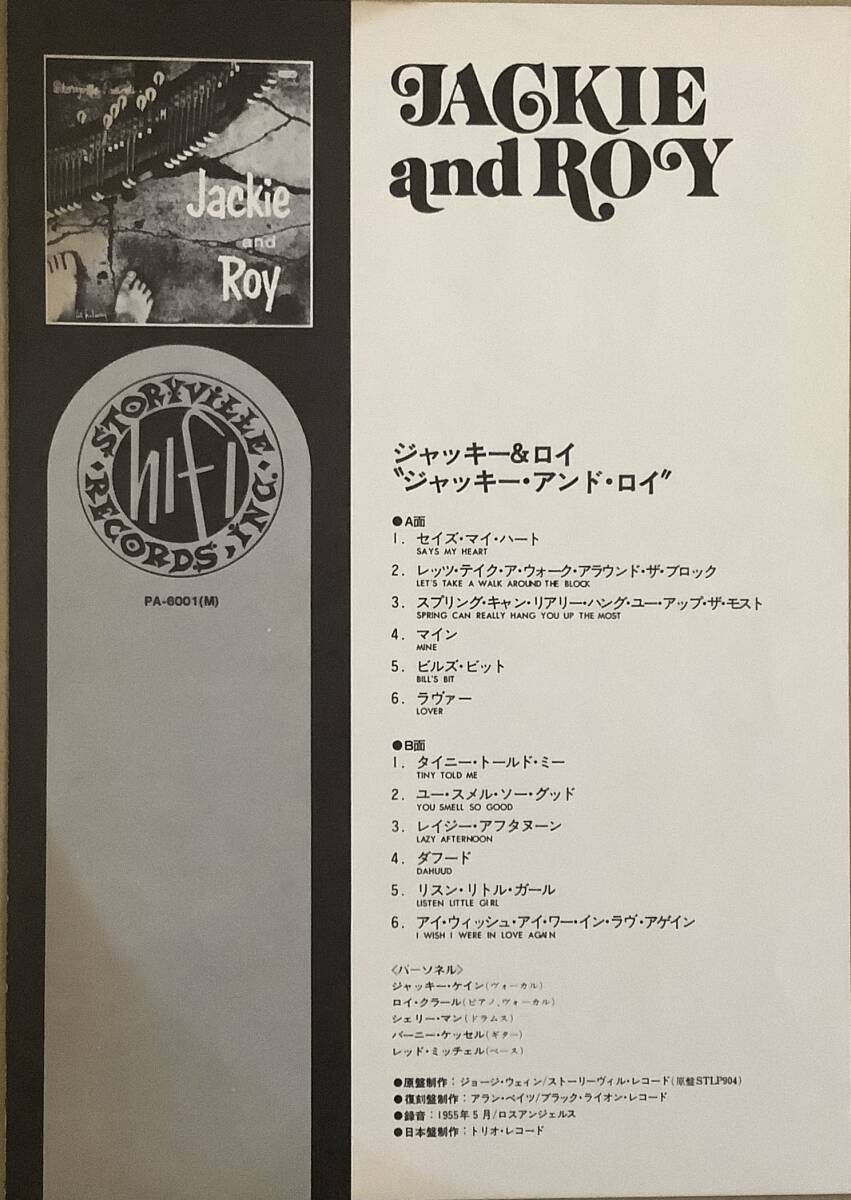 Storyville Records
Jackie
and
Roy
STORYVILLE
hifi
RECORDS, INC.
PA-6001(M)
JACKIE
and ROY
ジャッキー&ロイ
〝ジャッキー・アンド・ロイ〟
●A面
1. セイズ・マイ・ハート
SAYS MY HEART
2. レッツ・テイク・ア・ウォーク・アラウンド・ザ・ブロック
LET'S TAKE A WALK AROUND THE BLOCK
3. スプリング・キャン・リアリー・ハング・ユー・アップ・ザ・モスト
SPRING CAN REALLY HANG YOU UP THE MOST
4. マイン
MINE
5. ビルズ・ビット
BILL'S BIT
6. ラヴァー
LOVER
●B面
1. タイニー・トールド・ミー
TINY TOLD ME
2. ユー・スメル・ソー・グッド
YOU SMELL SO GOOD
3. レイジー・アフタヌーン
LAZY AFTERNOON
4. ダフード
DAHUUD
5. リスン・リトル・ガール
LISTEN LITTLE GIRL
6. アイ・ウィッシュ・アイ・ワー・イン・ラヴ・アゲイン
I WISH I WERE IN LOVE AGAIN
〈パーソネル〉
ジャッキー・ケイン(ヴォーカル)
ロイ・クラール(ピアノ、ヴォーカル)
シェリー・マン(ドラムス)
バーニー・ケッセル(ギター)
レッド・ミッチェル(ベース)
●原盤制作：ジョージ・ウェイン/ストーリーヴィル・レコード(原盤STLP904)
●復刻盤制作：アラン・ベイツ/ブラック・ライオン・レコード
●録音：1955年5月/ロスアンジェルス
●日本盤制作：トリオ・レコード